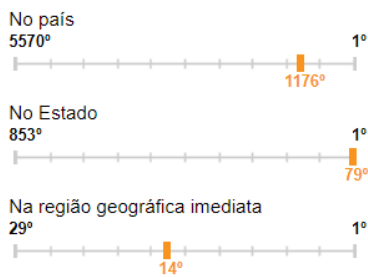 No país
5570º 1º
1176º
No Estado
853º 1º
79º
Na região geográfica imediata
29º 1º
14º